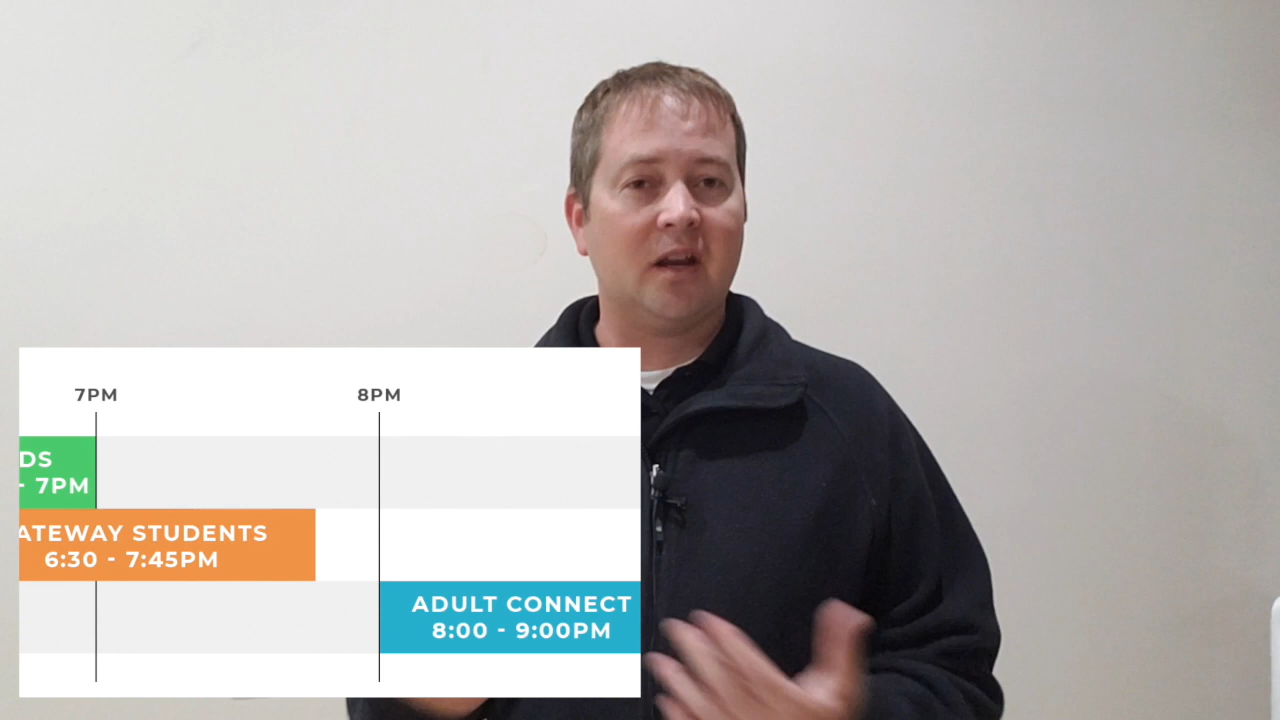 7PM 8PM
DS
- 7PM
ATEWAY STUDENTS
6:30 - 7:45PM
ADULT CONNECT
8:00 - 9:00PM